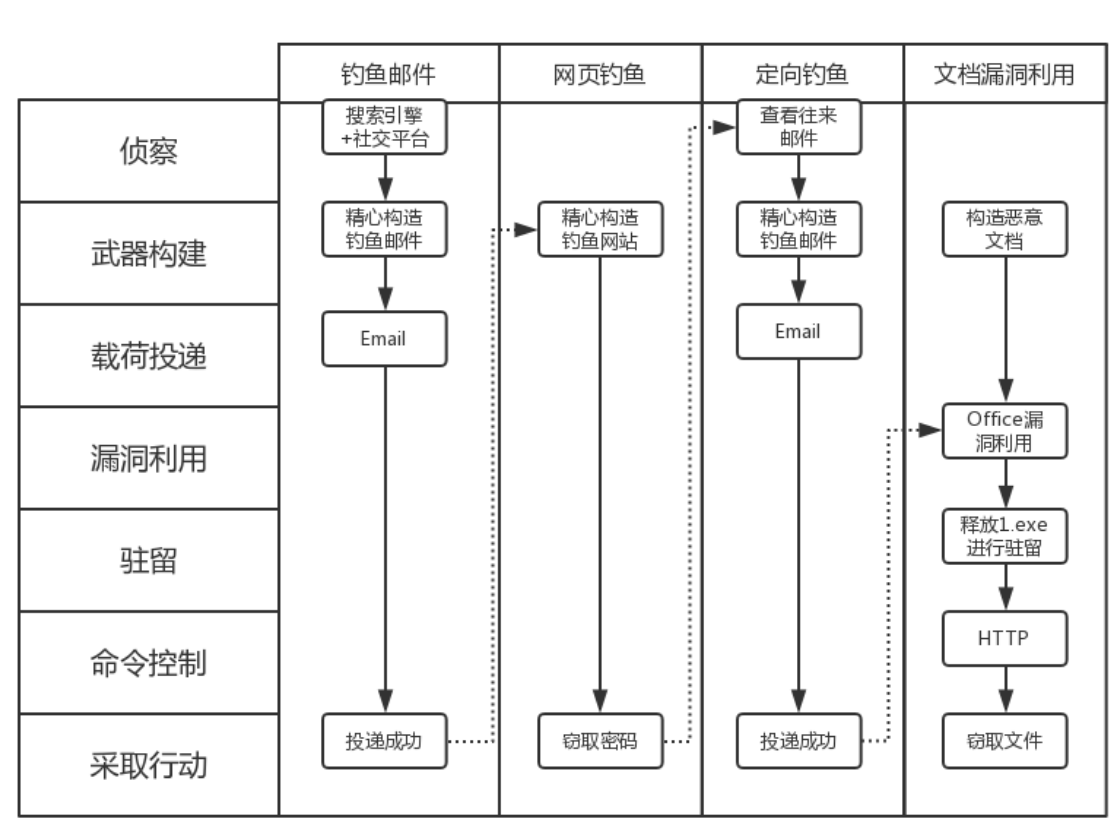 钓鱼邮件
网页钓鱼
定向钓鱼
文档漏洞利用
侦察
搜索引擎
+社交平台
查看往来
邮件
武器构建
精心构造
钓鱼邮件
精心构造
钓鱼网站
精心构造
钓鱼邮件
构造恶意
文档
载荷投递
Email
Email
漏洞利用
Office漏
洞利用
驻留
释放1.exe
进行驻留
命令控制
HTTP
采取行动
投递成功
窃取密码
投递成功
窃取文件